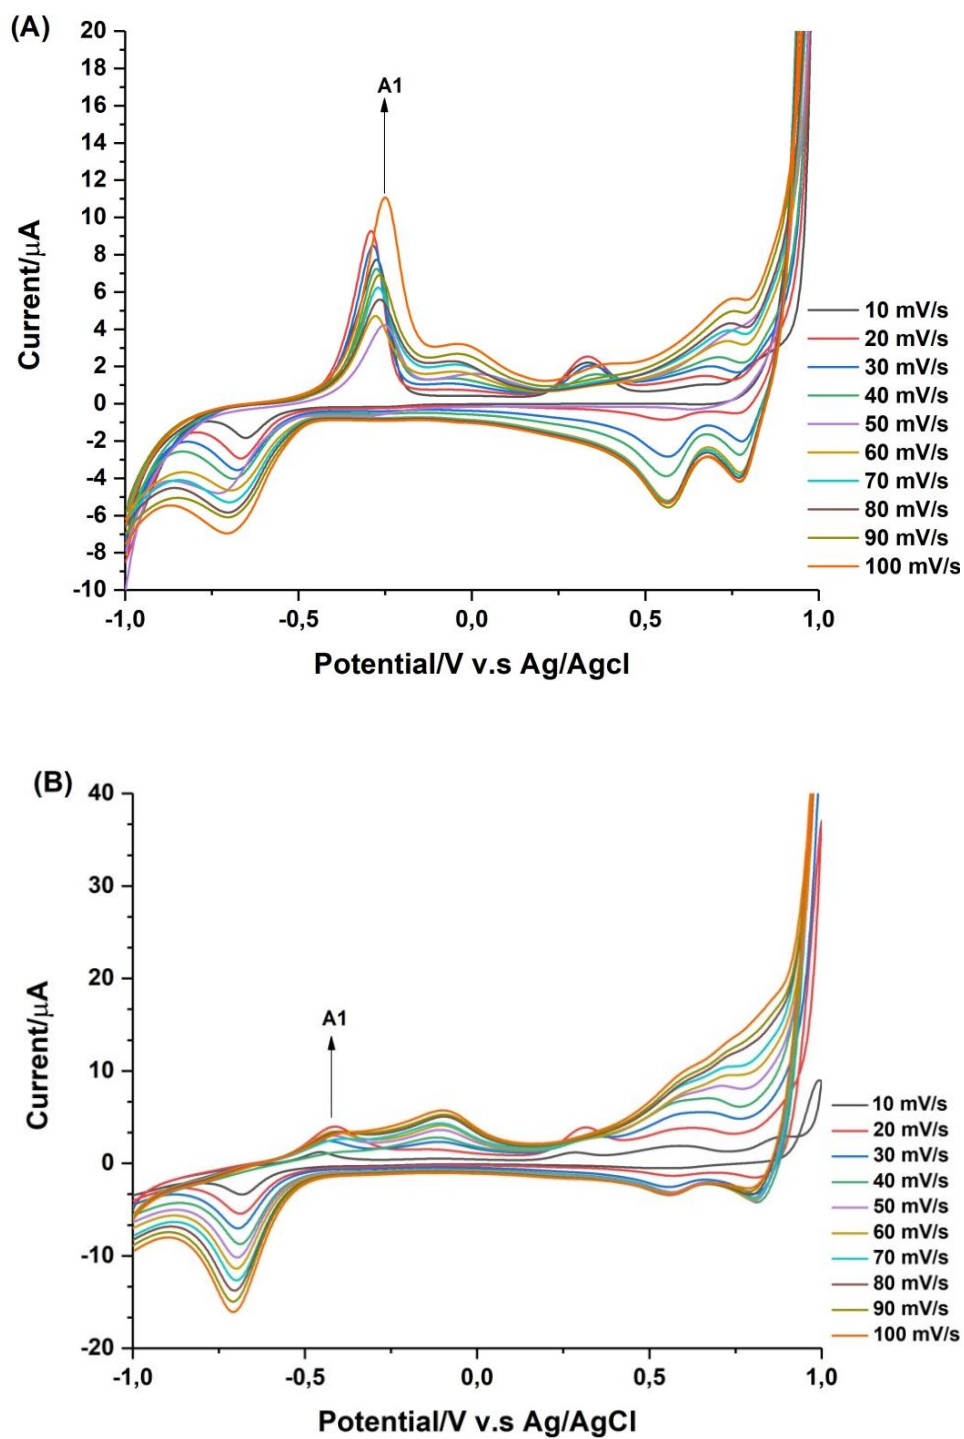 (A)
20
18
16
14
12
10
8
6
4
2
0
-2
-4
-6
-8
-10
Current/μA
A1
-1,0 -0,5 0,0 0,5 1,0
Potential/V v.s Ag/Agcl
10 mV/s
20 mV/s
30 mV/s
40 mV/s
50 mV/s
60 mV/s
70 mV/s
80 mV/s
90 mV/s
100 mV/s
(B)
40
30
20
10
0
-10
-20
Current/μA
A1
-1,0 -0,5 0,0 0,5 1,0
Potential/V v.s Ag/AgCl
10 mV/s
20 mV/s
30 mV/s
40 mV/s
50 mV/s
60 mV/s
70 mV/s
80 mV/s
90 mV/s
100 mV/s